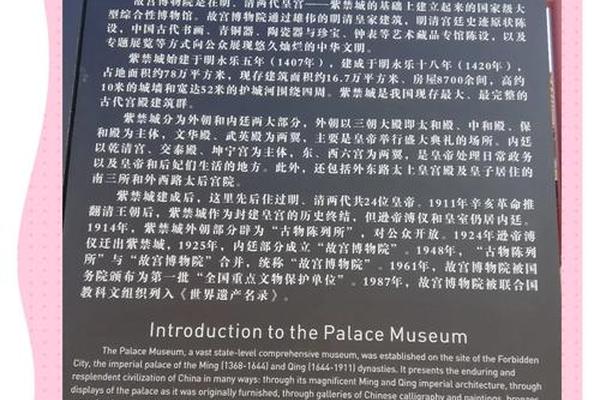 故宫博物院是在明、清两代皇宫——紫禁城的基础上建立起来的国家级大
型综合性博物馆。故宫博物院通过雄伟的明清皇家建筑，明清宫廷史迹原状陈
设，中国古代书画、青铜器、陶瓷器与珍宝、钟表等艺术藏品专馆陈设，以及
专题展览等方式向公众展现悠久灿烂的中华文明。
紫禁城始建于明永乐五年（1407年），建成于明永乐十八年（1420年），
占地面积约78万平方米，现存建筑面积约16.7万平方米、房屋8700余间，高约
10米的城墙和宽达52米的护城河围绕四周。紫禁城是我国现存最大、最完整的
古代宫殿建筑群。
紫禁城分为外朝和内廷两大部分，外朝以三朝大殿即太和殿、中和殿、保
和殿为主体，文华殿、武英殿为两翼，主要是皇帝举行盛大典礼的场所。内廷
以乾清宫、交泰殿、坤宁宫为主体，东、西六宫为两翼，是皇帝处理日常政务
以及皇帝和后妃们生活的地方。此外，还包括外东路太上皇宫殿及皇子居住的
南三所和外西路太后宫院。
紫禁城建成后，这里先后住过明、清两代共24位皇帝。1911年辛亥革命推
翻清王朝后，紫禁城作为封建皇宫的历史终结，但逊帝溥仪和皇室仍居内廷。
1914年，紫禁城外朝部分辟为“古物陈列所”，对公众开放。1924年逊帝溥
仪迁出紫禁城，1925年，内廷部分成立“故宫博物院”。1948年，“古物陈列
所”与“故宫博物院”合并，统称“故宫博物院”。1961年，故宫博物院被国
务院颁布为第一批“全国重点文物保护单位”。1987年，故宫博物院被联合国
教科文组织列入《世界遗产名录》。
Introduction to the Palace Museum
The Palace Museum, a vast state-level comprehensive museum, was established on the site of the Forbidden
City, the imperial palace of the Ming (1368-1644) and Qing (1644-1911) dynasties. It presents the enduring and
resplendent civilization of China in many ways: through its magnificent Ming and Qing imperial architecture, through
displays of the palace as it was originally furnished, through galleries of Chinese calligraphy and paintings, bronzes